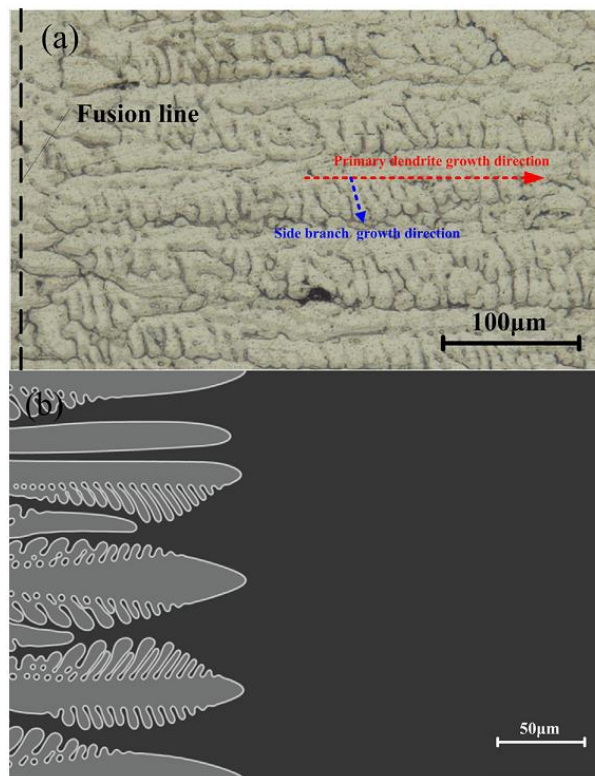 (a)
Fusion line
Primary dendrite growth direction
Side branch growth direction
100μm
(b)
50μm